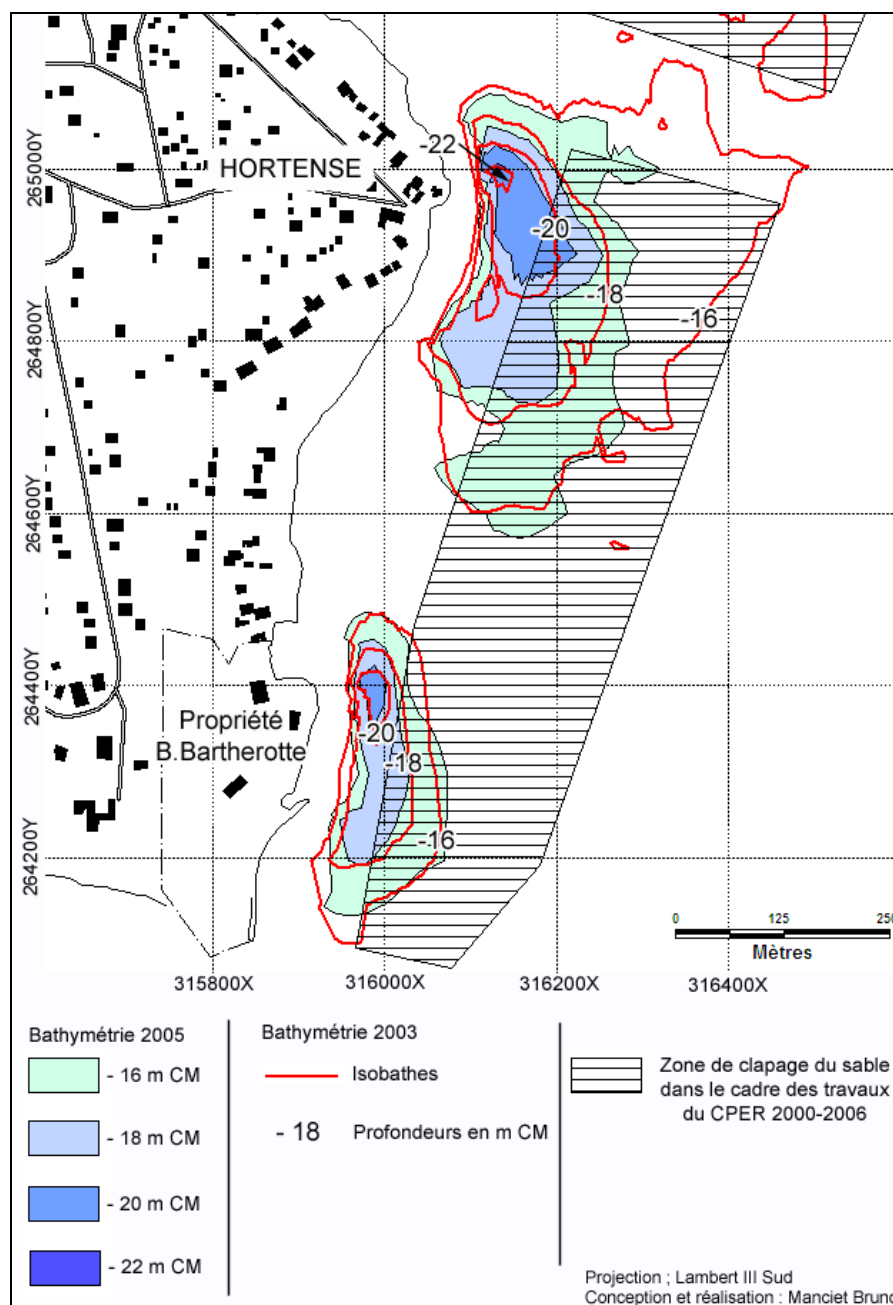 265000Y
264800Y
264600Y
264400Y
264200Y
HORTENSE
-22
-20
-18
-16
Propriété
B.Bartherotte
-20
-18
-16
0 125 250
Mètres
315800X 316000X 316200X 316400X
Bathymétrie 2005
- 16 m CM
- 18 m CM
- 20 m CM
- 22 m CM
Bathymétrie 2003
Isobathes
- 18 Profondeurs en m CM
Zone de clapage du sable
dans le cadre des travaux
du CPER 2000-2006
Projection ; Lambert III Sud
Conception et réalisation : Manciet Bruno